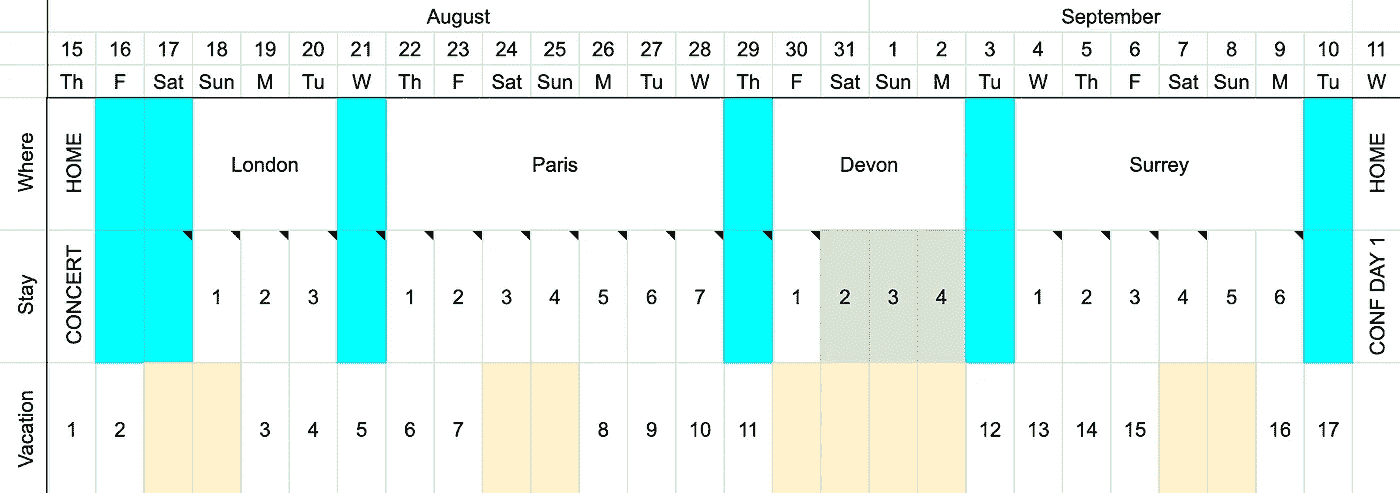 August September
15 16 17 18 19 20 21 22 23 24 25 26 27 28 29 30 31 1 2 3 4 5 6 7 8 9 10 11
Th F Sat Sun M Tu W Th F Sat Sun M Tu W Th F Sat Sun M Tu W Th F Sat Sun M Tu W
Where HOME London Paris Devon Surrey HOME
Stay CONCERT 1 2 3 1 2 3 4 5 6 7 1 2 3 4 1 2 3 4 5 6 CONF DAY 1
Vacation 1 2 3 4 5 6 7 8 9 10 11 12 13 14 15 16 17